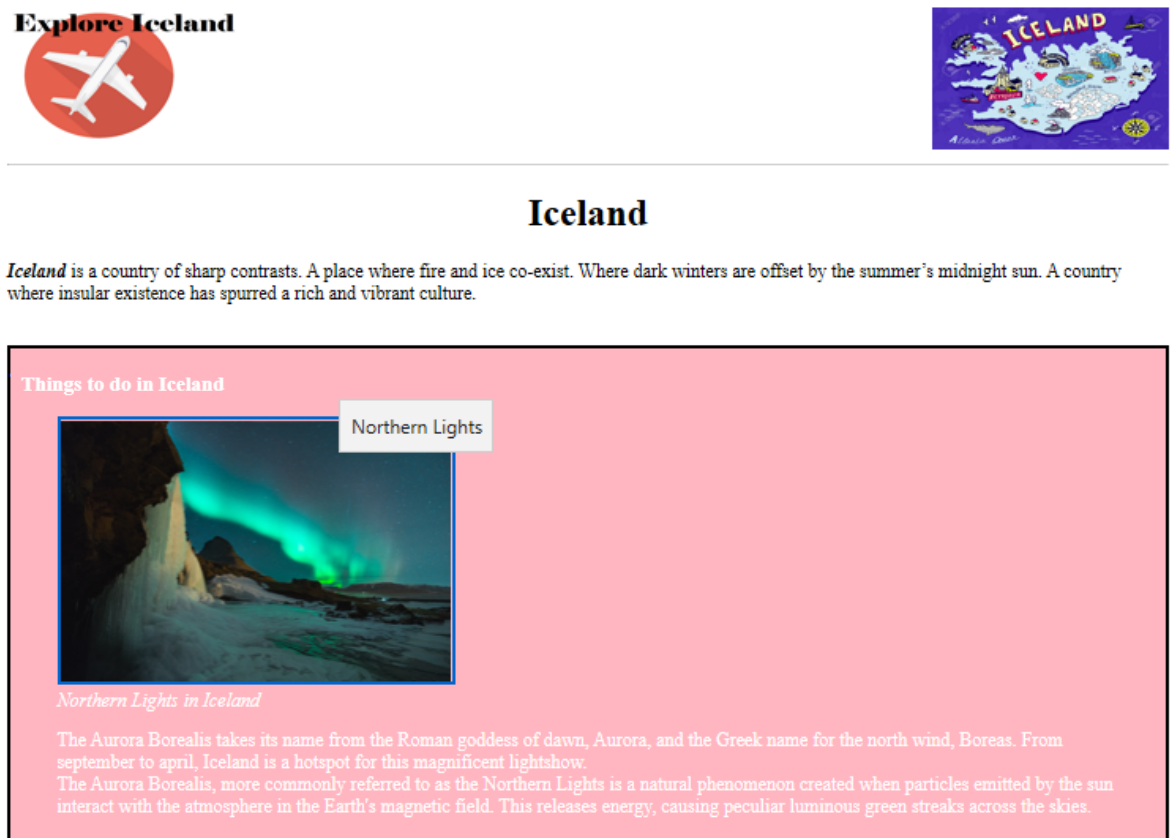 Explore Iceland
ICELAND
Iceland
Iceland is a country of sharp contrasts. A place where fire and ice co-exist. Where dark winters are offset by the summer’s midnight sun. A country
where insular existence has spurred a rich and vibrant culture.
Things to do in Iceland
Northern Lights
Northern Lights in Iceland
The Aurora Borealis takes its name from the Roman goddess of dawn, Aurora, and the Greek name for the north wind, Boreas. From
september to april, Iceland is a hotspot for this magnificent lightshow.
The Aurora Borealis, more commonly referred to as the Northern Lights is a natural phenomenon created when particles emitted by the sun
interact with the atmosphere in the Earth's magnetic field. This releases energy, causing peculiar luminous green streaks across the skies.